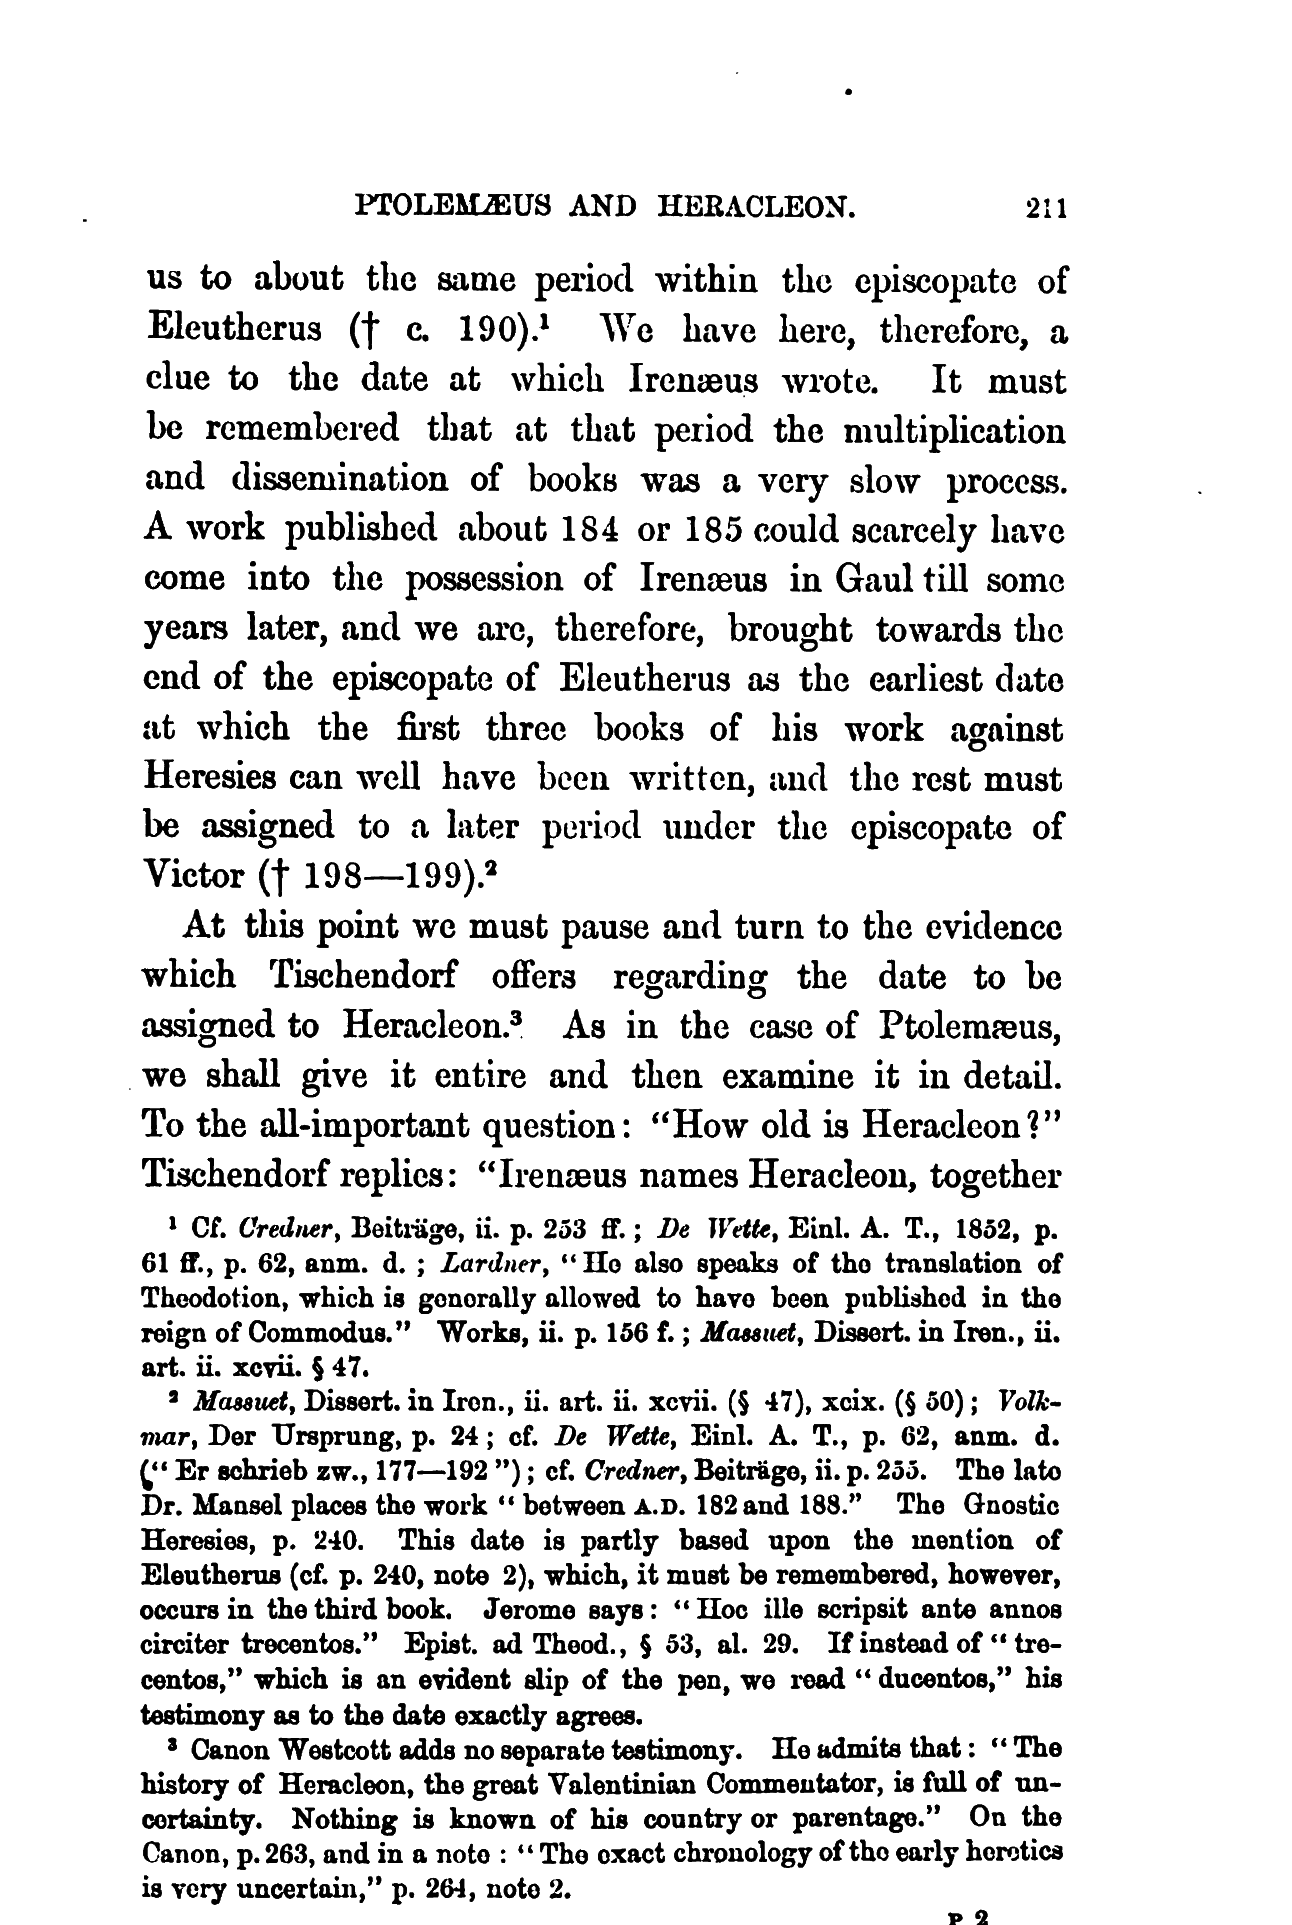 PTOLEMÆUS AND HERACLEON. 211
us to about the same period within the episcopate of
Eleutherus († c. 190).¹ We have here, therefore, a
clue to the date at which Irenæus wrote. It must
be remembered that at that period the multiplication
and dissemination of books was a very slow process.
A work published about 184 or 185 could scarcely have
come into the possession of Irenæus in Gaul till some
years later, and we are, therefore, brought towards the
end of the episcopate of Eleutherus as the earliest date
at which the first three books of his work against
Heresies can well have been written, and the rest must
be assigned to a later period under the episcopate of
Victor († 198—199).²
At this point we must pause and turn to the evidence
which Tischendorf offers regarding the date to be
assigned to Heracleon.³ As in the case of Ptolemæus,
we shall give it entire and then examine it in detail.
To the all-important question: “How old is Heracleon?”
Tischendorf replies: “Irenæus names Heracleon, together
¹ Cf. Credner, Beiträge, ii. p. 253 ff.; De Wette, Einl. A. T., 1852, p.
61 ff., p. 62, anm. d.; Lardner, “He also speaks of the translation of
Theodotion, which is generally allowed to have been published in the
reign of Commodus.” Works, ii. p. 156 f.; Massuet, Dissert. in Iren., ii.
art. ii. xcvii. § 47.
² Massuet, Dissert. in Iren., ii. art. ii. xcvii. (§ 47), xcix. (§ 50); Volk-
mar, Der Ursprung, p. 24; cf. De Wette, Einl. A. T., p. 62, anm. d.
(“Er schrieb zw., 177—192”); cf. Credner, Beiträge, ii. p. 255. The late
Dr. Mansel places the work “between A.D. 182 and 188.” The Gnostic
Heresies, p. 240. This date is partly based upon the mention of
Eleutherus (cf. p. 240, note 2), which, it must be remembered, however,
occurs in the third book. Jerome says: “Hoc ille scripsit ante annos
circiter trecentos.” Epist. ad Theod., § 53, al. 29. If instead of “tre-
centos,” which is an evident slip of the pen, we read “ducentos,” his
testimony as to the date exactly agrees.
³ Canon Westcott adds no separate testimony. He admits that: “The
history of Heracleon, the great Valentinian Commentator, is full of un-
certainty. Nothing is known of his country or parentage.” On the
Canon, p. 263, and in a note: “The exact chronology of the early heretics
is very uncertain,” p. 264, note 2.
P 2